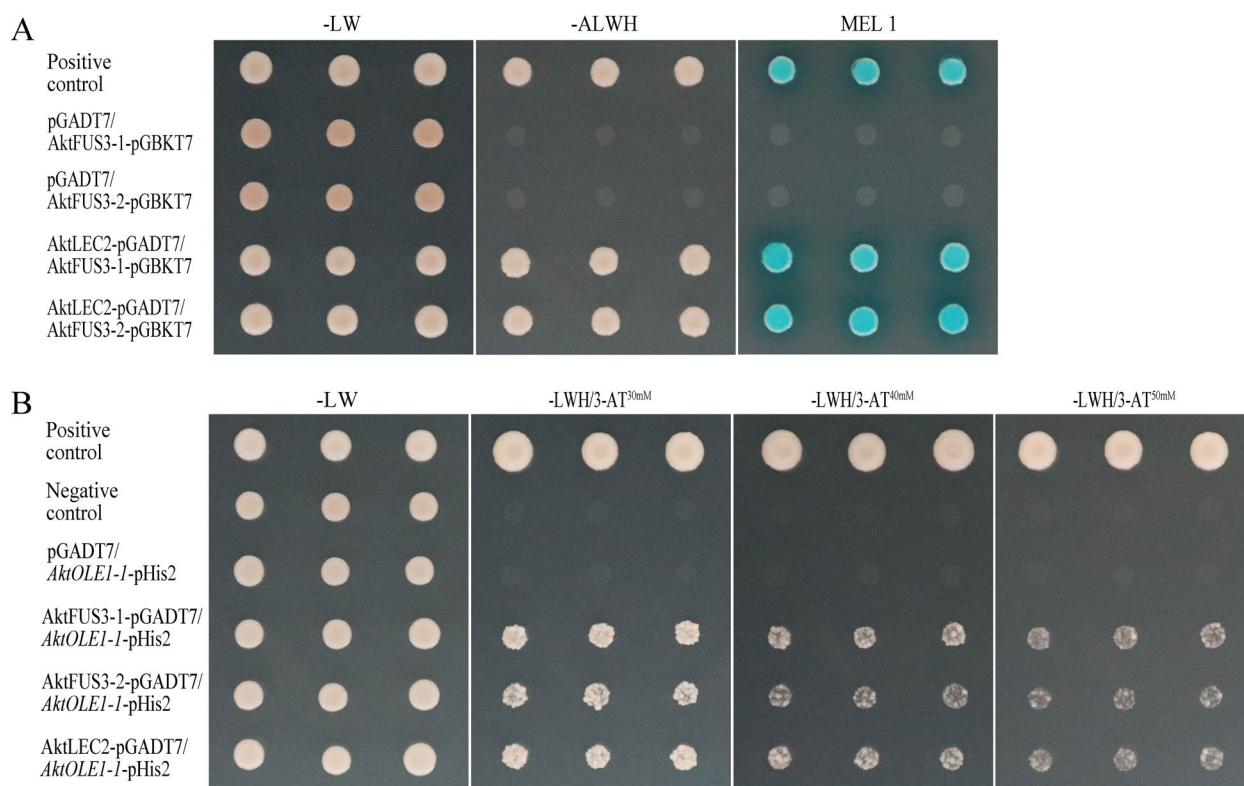 A
-LW
-ALWH
MEL 1
Positive
control
pGADT7/
AktFUS3-1-pGBKT7
pGADT7/
AktFUS3-2-pGBKT7
AktLEC2-pGADT7/
AktFUS3-1-pGBKT7
AktLEC2-pGADT7/
AktFUS3-2-pGBKT7
B
-LW
-LWH/3-AT30mM
-LWH/3-AT40mM
-LWH/3-AT50mM
Positive
control
Negative
control
pGADT7/
AktOLE1-1-pHis2
AktFUS3-1-pGADT7/
AktOLE1-1-pHis2
AktFUS3-2-pGADT7/
AktOLE1-1-pHis2
AktLEC2-pGADT7/
AktOLE1-1-pHis2